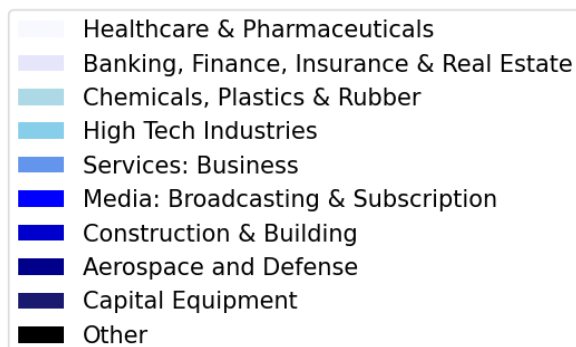 Healthcare & Pharmaceuticals
Banking, Finance, Insurance & Real Estate
Chemicals, Plastics & Rubber
High Tech Industries
Services: Business
Media: Broadcasting & Subscription
Construction & Building
Aerospace and Defense
Capital Equipment
Other